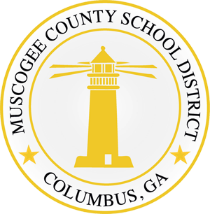 MUSCOGEE COUNTY SCHOOL DISTRICT
COLUMBUS, GA